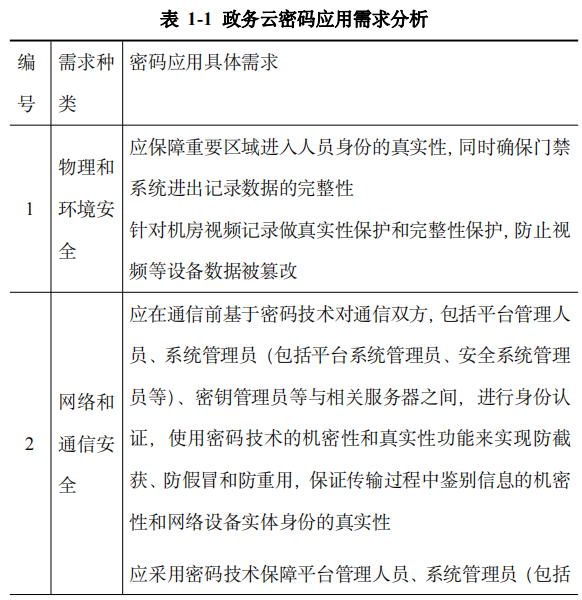 表 1-1 政务云密码应用需求分析
编号
需求种类
密码应用具体需求
1
物理和环境安全
应保障重要区域进入人员身份的真实性,同时确保门禁
系统进出记录数据的完整性
针对机房视频记录做真实性保护和完整性保护,防止视
频等设备数据被篡改
2
网络和通信安全
应在通信前基于密码技术对通信双方,包括平台管理人
员、系统管理员（包括平台系统管理员、安全系统管理
员等）、密钥管理员等与相关服务器之间，进行身份认
证，使用密码技术的机密性和真实性功能来实现防截
获、防假冒和防重用，保证传输过程中鉴别信息的机密
性和网络设备实体身份的真实性
应采用密码技术保障平台管理人员、系统管理员（包括